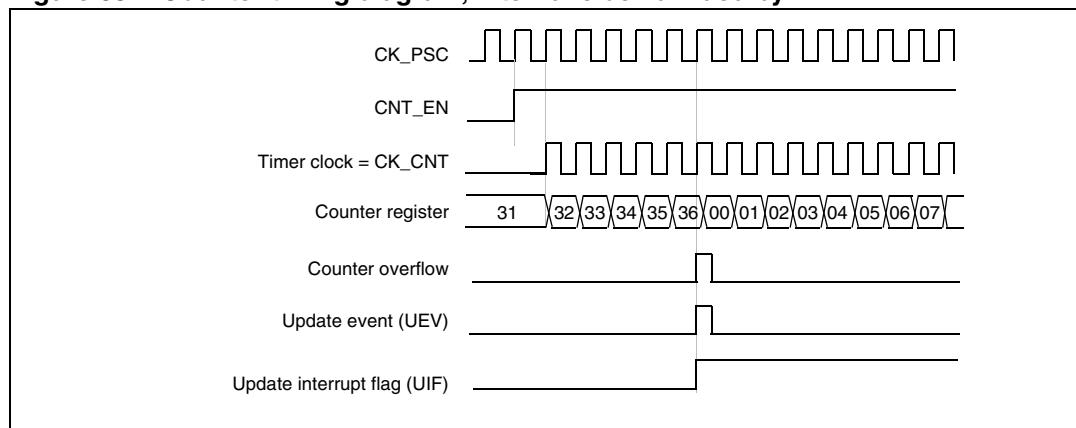 CK_PSC
CNT_EN
Timer clock = CK_CNT
Counter register 31 32 33 34 35 36 00 01 02 03 04 05 06 07
Counter overflow
Update event (UEV)
Update interrupt flag (UIF)